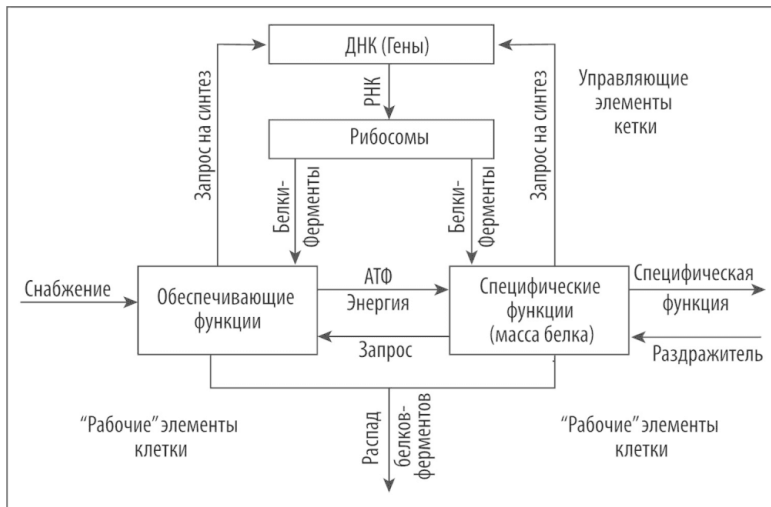 ДНК (Гены)
Запрос на синтез
РНК
Запрос на синтез
Управляющие
элементы
кетки
Рибосомы
Белки-
Ферменты
Белки-
Ферменты
Снабжение
Обеспечивающие
функции
АТФ
Энергия
Запрос
Специфические
функции
(масса белка)
Специфическая
функция
Раздражитель
"Рабочие" элементы
клетки
Распад
белков-
ферментов
"Рабочие" элементы
клетки